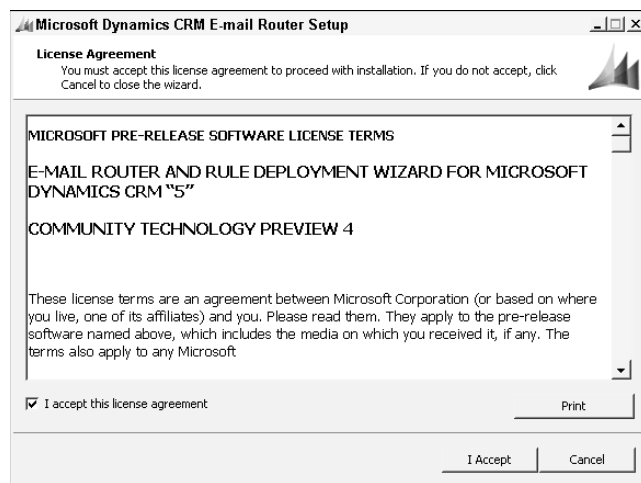 Microsoft Dynamics CRM E-mail Router Setup
License Agreement
You must accept this license agreement to proceed with installation. If you do not accept, click
Cancel to close the wizard.
MICROSOFT PRE-RELEASE SOFTWARE LICENSE TERMS
E-MAIL ROUTER AND RULE DEPLOYMENT WIZARD FOR MICROSOFT
DYNAMICS CRM "5"
COMMUNITY TECHNOLOGY PREVIEW 4
These license terms are an agreement between Microsoft Corporation (or based on where
you live, one of its affiliates) and you. Please read them. They apply to the pre-release
software named above, which includes the media on which you received it, if any. The
terms also apply to any Microsoft
I accept this license agreement
Print
I Accept
Cancel